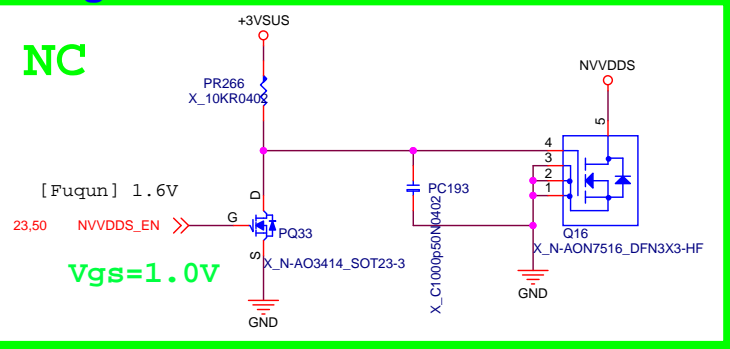 +3VSUS
NC
NVVDDS
PR266
X_10KR0402
5
4
3
2
1
[Fuqun] 1.6V
D
PC193
23,50 NVVDDS_EN
G
PQ33
S
Q16
X_N-AON7516_DFN3X3-HF
X_N-AO3414_SOT23-3
X_C1000p50N0402
Vgs=1.0V
GND
GND